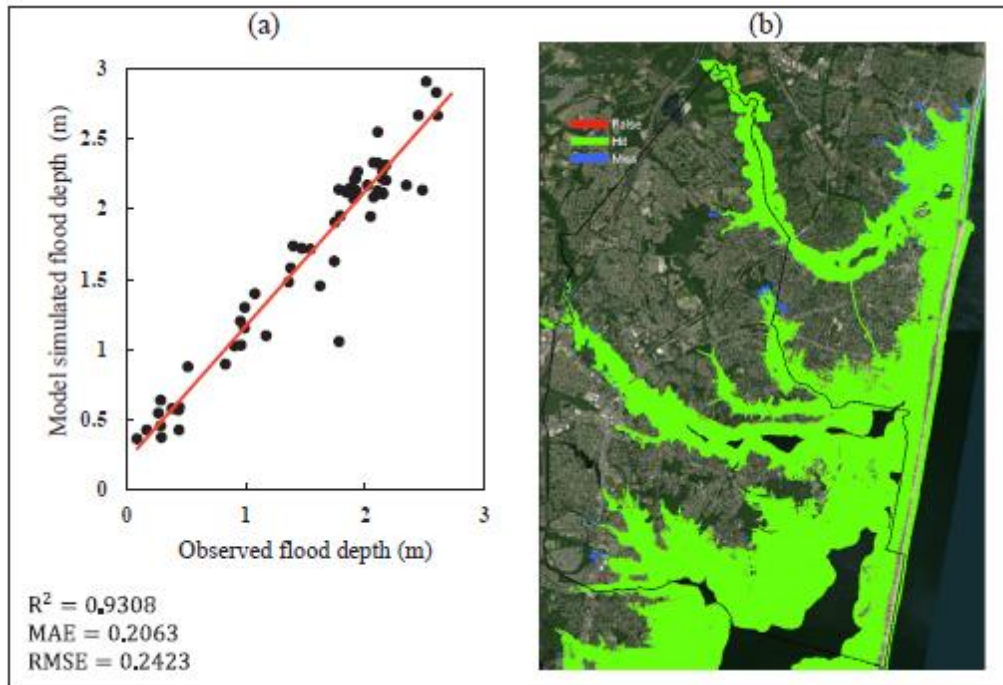 (a)
3
2.5
2
1.5
1
0.5
0
0
1
2
3
Model simulated flood depth (m)
Observed flood depth (m)
R² = 0.9308
MAE = 0.2063
RMSE = 0.2423
(b)
False
Hit
Miss